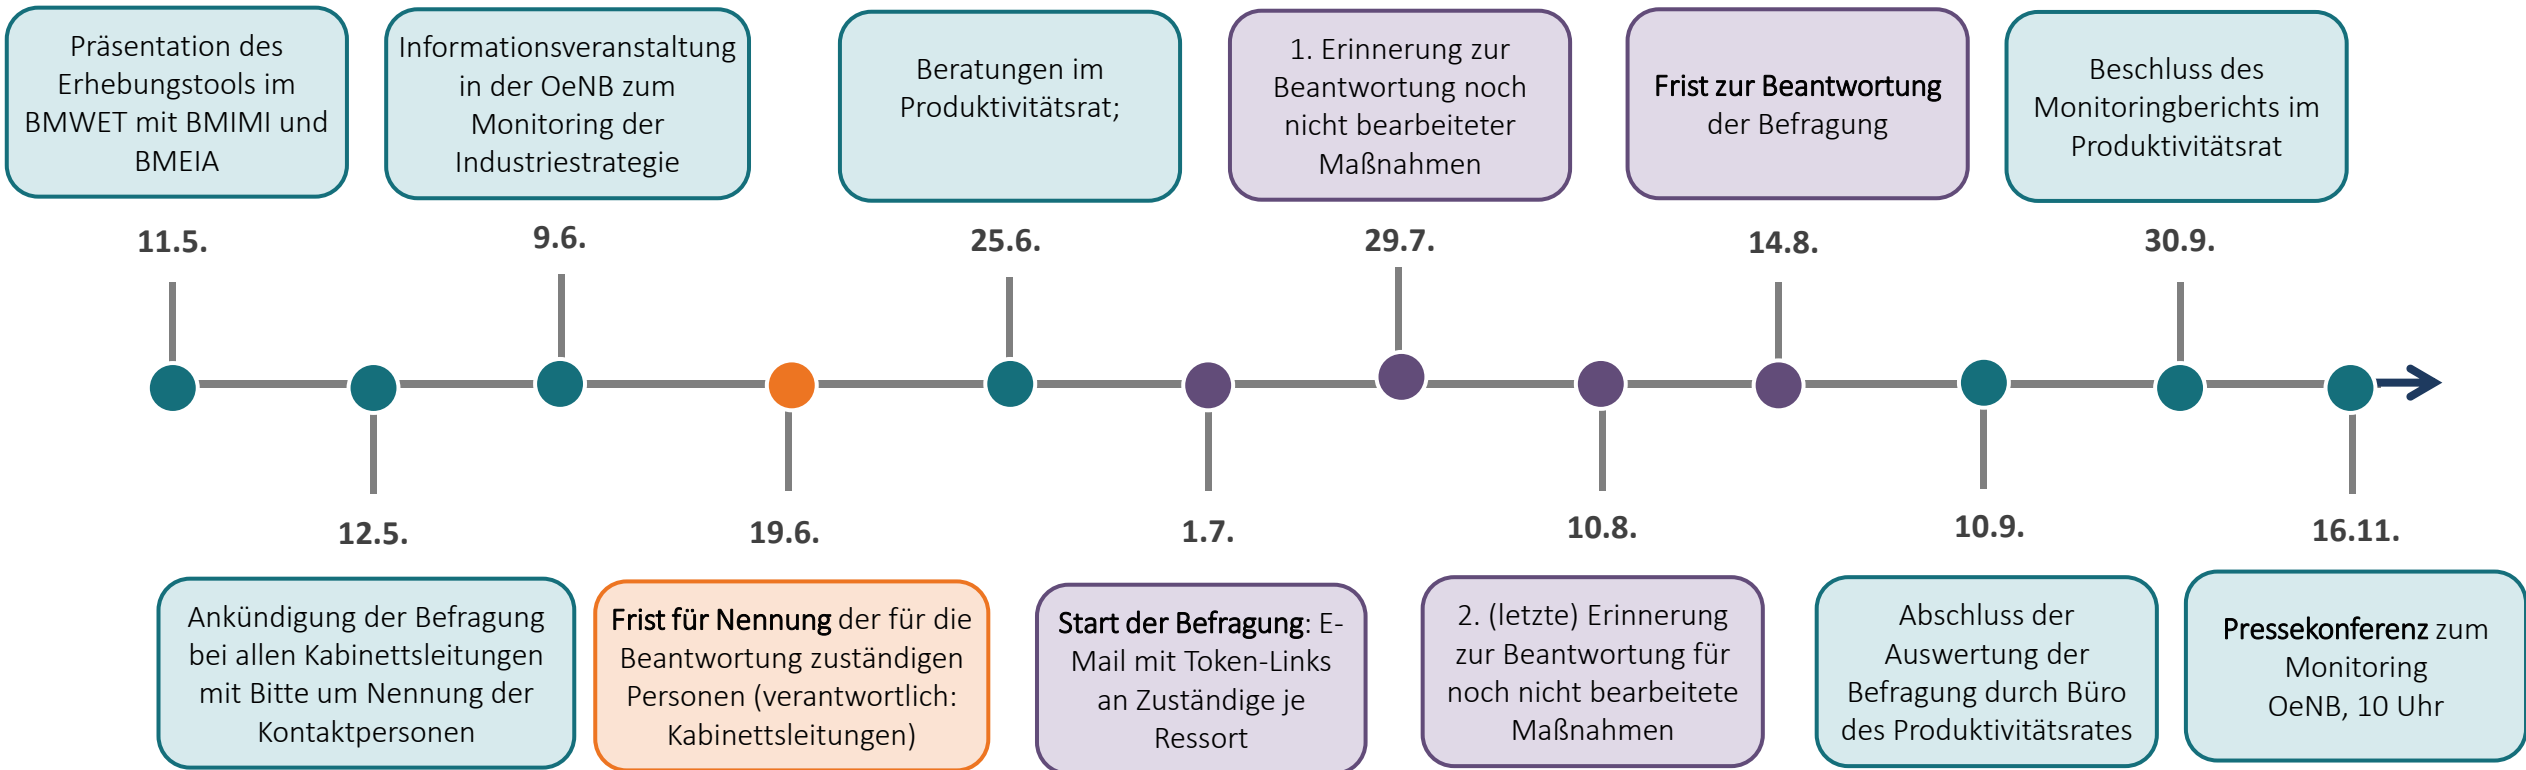 Präsentation des
Erhebungstools im
BMWET mit BMIMI und
BMEIA
Informationsveranstaltung
in der OeNB zum
Monitoring der
Industriestrategie
Beratungen im
Produktivitätsrat;
1. Erinnerung zur
Beantwortung noch
nicht bearbeiteter
Maßnahmen
Frist zur Beantwortung
der Befragung
Beschluss des
Monitoringberichts im
Produktivitätsrat
11.5.
9.6.
25.6.
29.7.
14.8.
30.9.
12.5.
19.6.
1.7.
10.8.
10.9.
16.11.
Ankündigung der Befragung
bei allen Kabinettsleitungen
mit Bitte um Nennung der
Kontaktpersonen
Frist für Nennung der für die
Beantwortung zuständigen
Personen (verantwortlich:
Kabinettsleitungen)
Start der Befragung: E-
Mail mit Token-Links
an Zuständige je
Ressort
2. (letzte) Erinnerung
zur Beantwortung für
noch nicht bearbeitete
Maßnahmen
Abschluss der
Auswertung der
Befragung durch Büro
des Produktivitätsrates
Pressekonferenz zum
Monitoring
OeNB, 10 Uhr